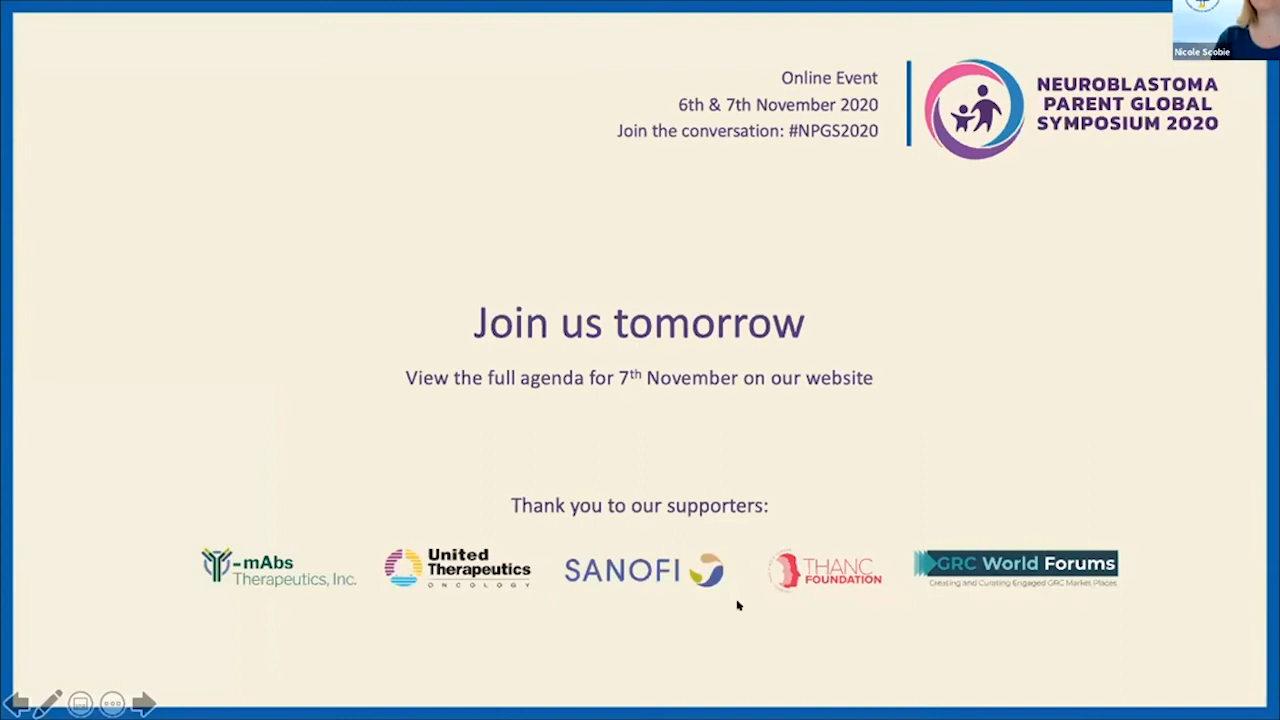 Nicole Scobie
Online Event
6th & 7th November 2020
Join the conversation: #NPGS2020
NEUROBLASTOMA
PARENT GLOBAL
SYMPOSIUM 2020
Join us tomorrow
View the full agenda for 7th November on our website
Thank you to our supporters:
Y-mAbs
Therapeutics, Inc.
United
Therapeutics
ONCOLOGY
SANOFI
THANC
FOUNDATION
GRC World Forums
Creating and Curating Engaged GRC Market Places